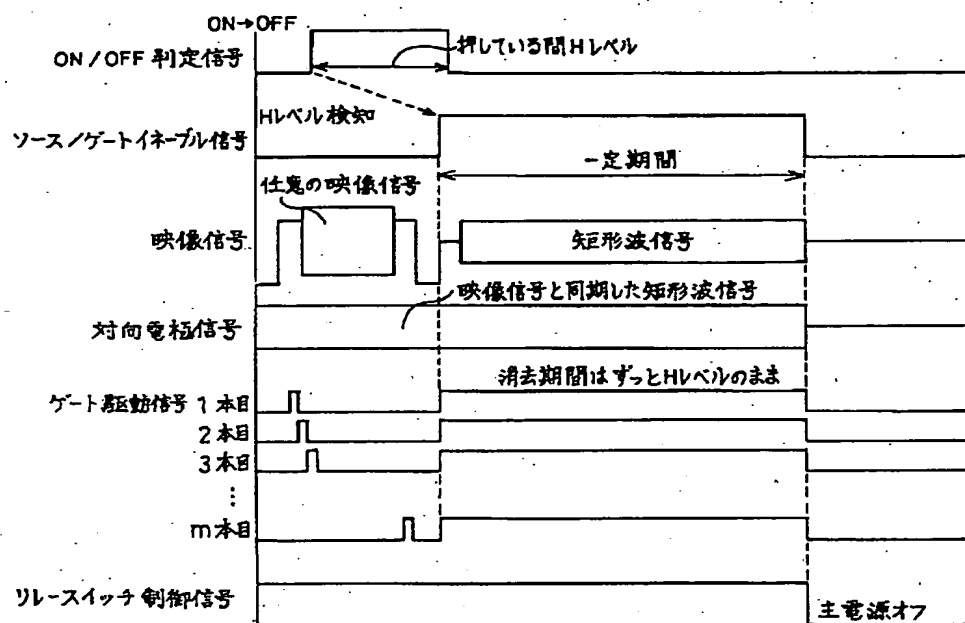 ON→OFF
ON/OFF 判定信号
押している間Hレベル
Hレベル検知
ソース/ゲートイネーブル信号
一定期間
任意の映像信号
映像信号
矩形波信号
映像信号と同期した矩形波信号
対向電極信号
消去期間はずっとHレベルのまま
ゲート駆動信号 1本目
2本目
3本目
⋮
m本目
リレースイッチ制御信号
主電源オフ